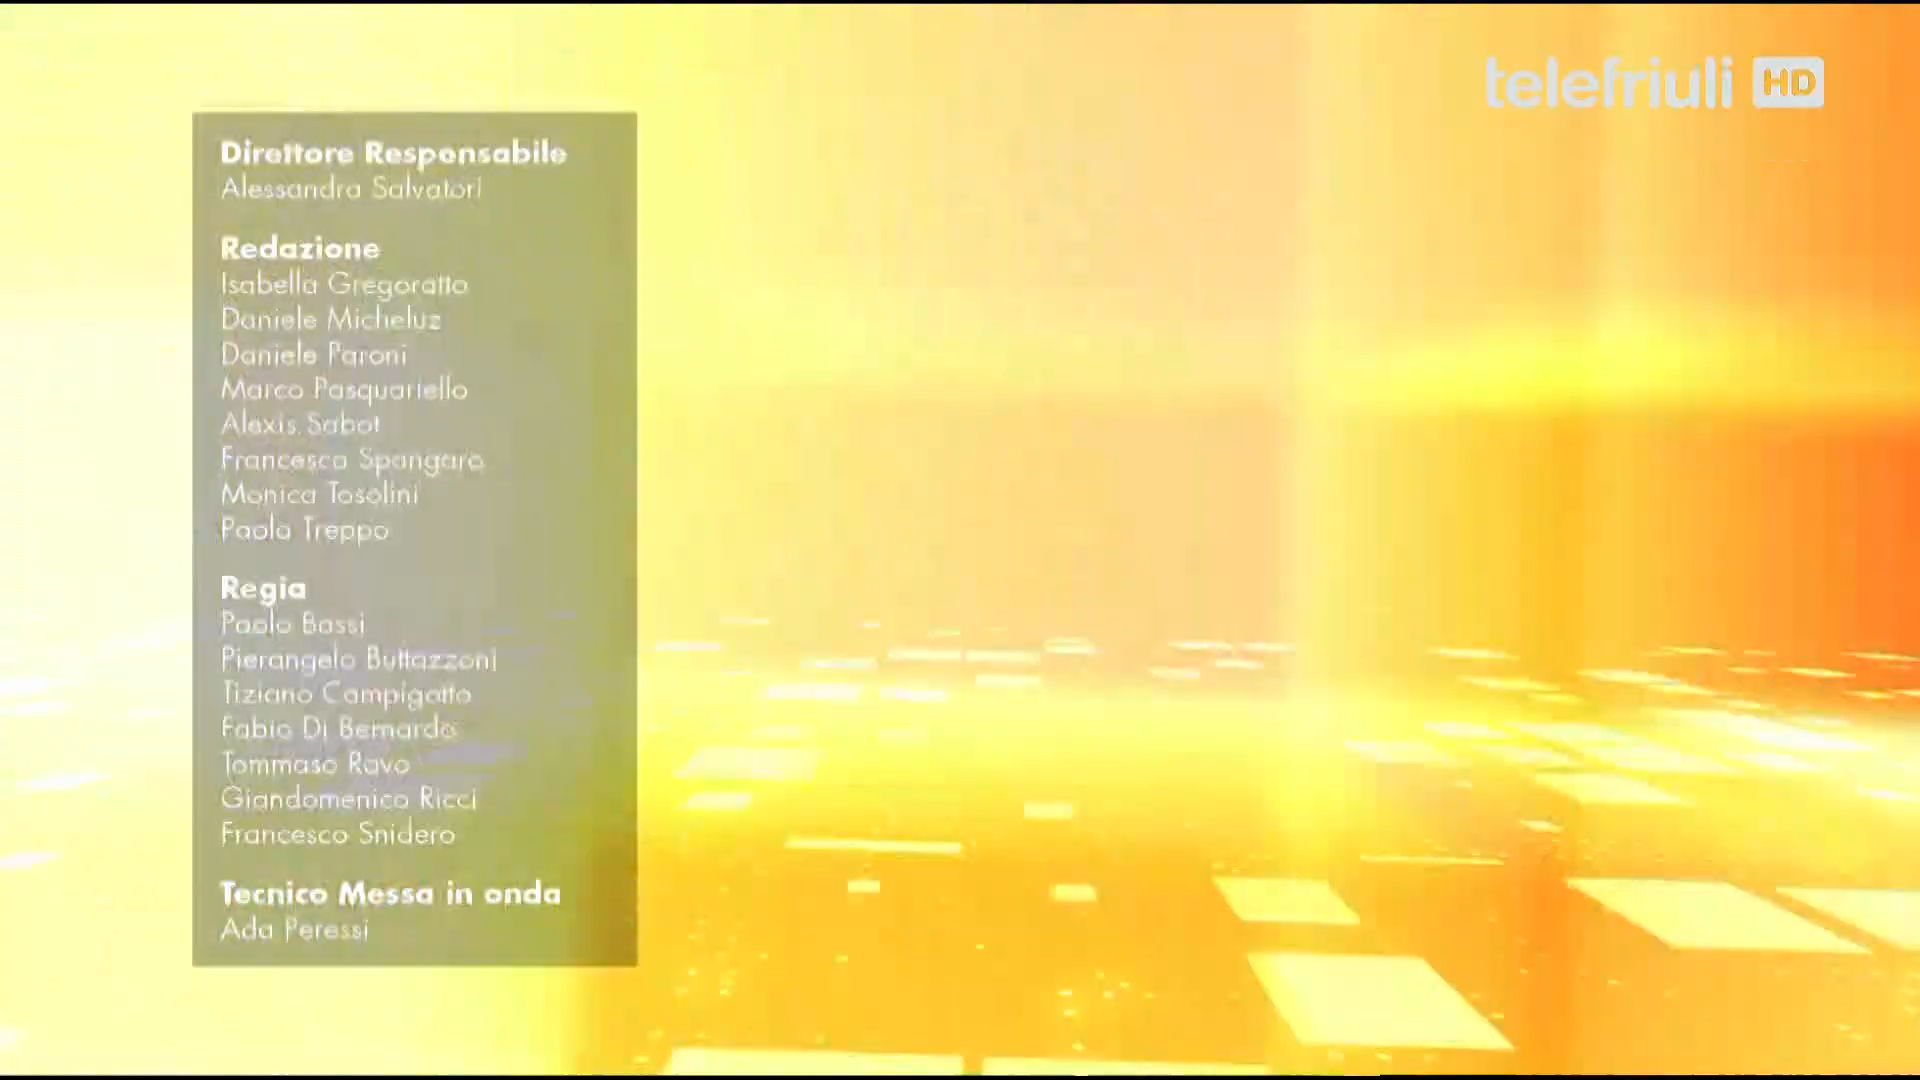 telefriuli HD
Direttore Responsabile
Alessandra Salvatori
Redazione
Isabella Gregoratto
Daniele Micheluz
Daniele Paroni
Marco Pasquariello
Alexis Sabot
Francesca Spangaro
Monica Tosolini
Paola Treppo
Regia
Paolo Bassi
Pierangelo Buttazzoni
Tiziano Campigotto
Fabio Di Bernardo
Tommaso Ravo
Giandomenico Ricci
Francesco Snidero
Tecnico Messa in onda
Ada Peressi